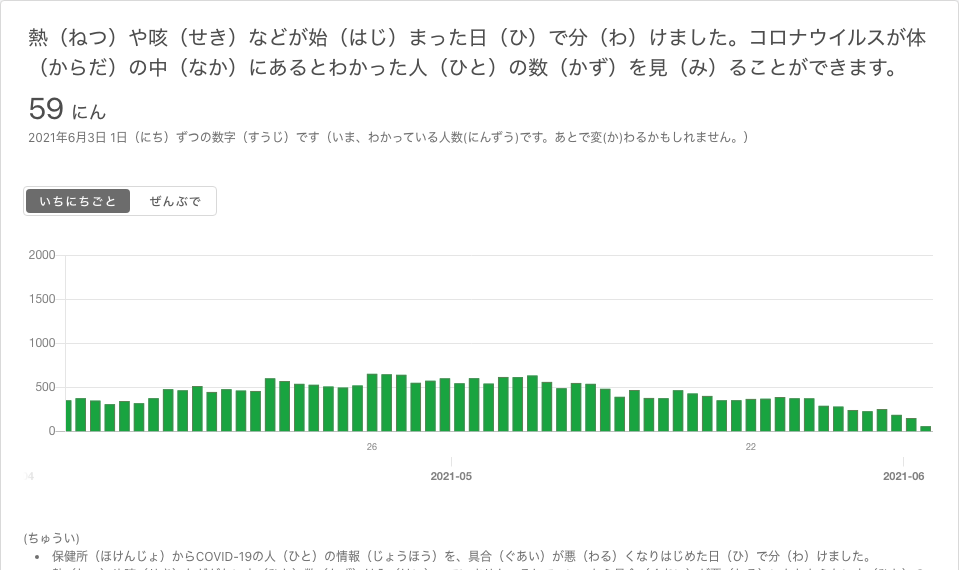 熱（ねつ）や咳（せき）などが始（はじ）まった日（ひ）で分（わ）けました。コロナウイルスが体
（からだ）の中（なか）にあるとわかった人（ひと）の数（かず）を見（み）ることができます。
59 にん
2021年6月3日 1日（にち）ずつの数字（すうじ）です（いま、わかっている人数(にんずう)です。あとで変(か)わるかもしれません。）
いちにちごと ぜんぶで
2000
1500
1000
500
0
26 22
2021-05 2021-06
(ちゅうい)
• 保健所（ほけんじょ）からCOVID-19の人（ひと）の情報（じょうほう）を、具合（ぐあい）が悪（わる）くなりはじめた日（ひ）で分（わ）けました。